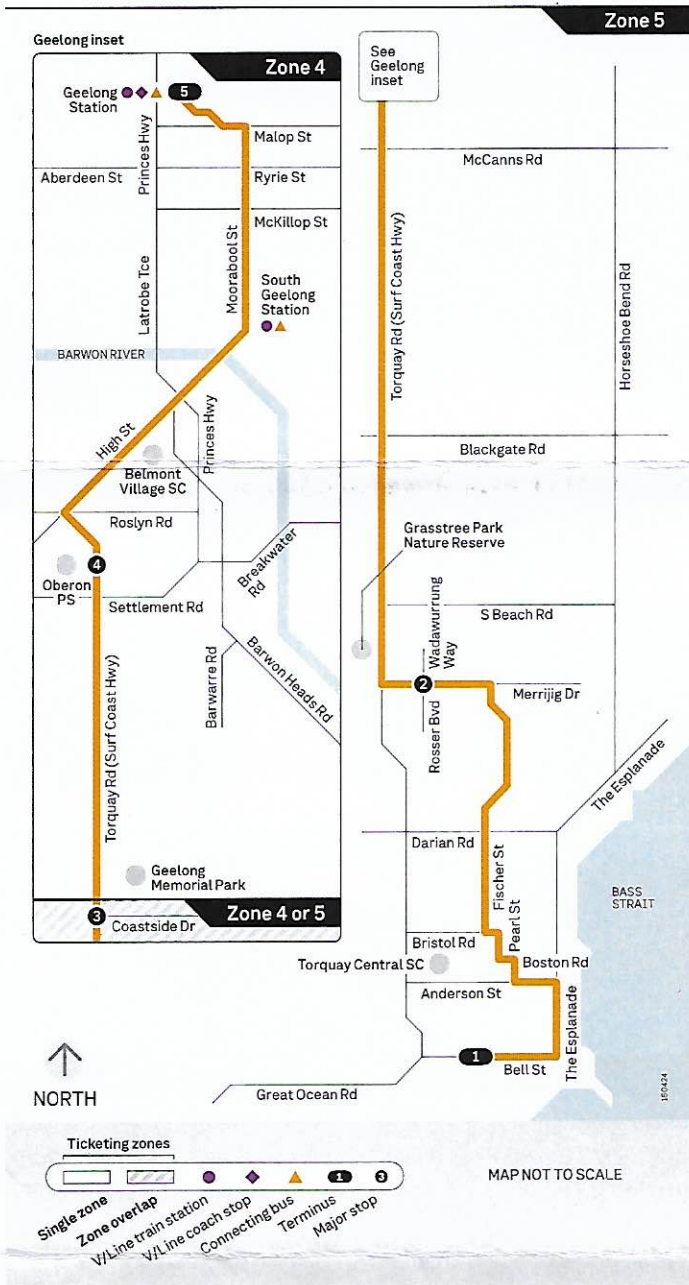 Zone 5
Geelong inset
Zone 4
Geelong
Station
5
Malop St
Aberdeen St
Princes Hwy
Ryrie St
McKillop St
Latrobe Tce
Moorabool St
South
Geelong
Station
BARWON RIVER
High St
Princes Hwy
Belmont
Village SC
Roslyn Rd
4
Oberon
PS
Settlement Rd
Breakwater
Rd
Barwarre Rd
Barwon Heads Rd
Torquay Rd (Surf Coast Hwy)
Geelong
Memorial Park
Zone 4 or 5
3
Coastside Dr
See
Geelong
inset
McCanns Rd
Torquay Rd (Surf Coast Hwy)
Horseshoe Bend Rd
Blackgate Rd
Grasstree Park
Nature Reserve
S Beach Rd
Wadawurrung
Way
2
Merrijig Dr
Rosser Bvd
The Esplanade
Darian Rd
Fischer St
Pearl St
BASS
STRAIT
Bristol Rd
Boston Rd
Torquay Central SC
Anderson St
The Esplanade
1
Bell St
Great Ocean Rd
150424
NORTH
Ticketing zones
1
3
Single zone
Zone overlap
V/Line train station
V/Line coach stop
Connecting bus
Terminus
Major stop
MAP NOT TO SCALE